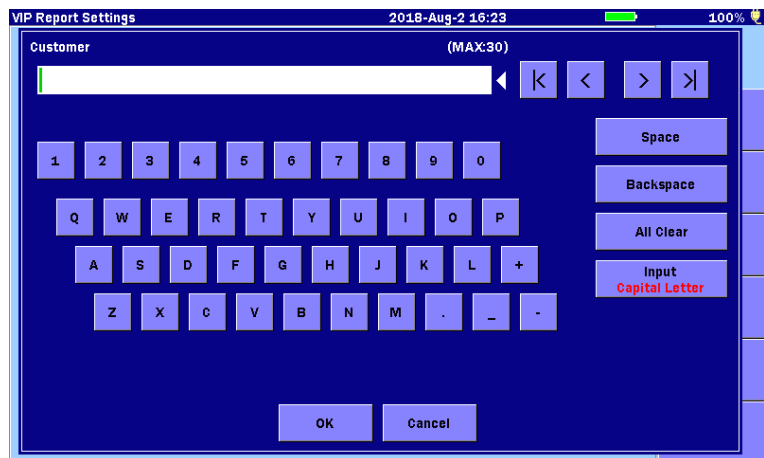 VIP Report Settings 2018-Aug-2 16:23 100%
Customer (MAX:30)
|< < > >|
Space
1 2 3 4 5 6 7 8 9 0
Backspace
Q W E R T Y U I O P
All Clear
A S D F G H J K L +
Input
Capital Letter
Z X C V B N M . _ -
OK Cancel